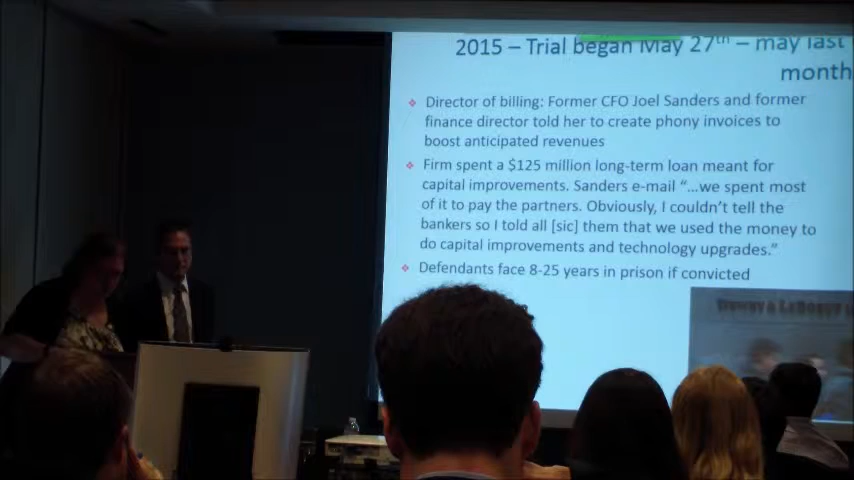 2015 – Trial began May 27th – may last
month
Director of billing: Former CFO Joel Sanders and former
finance director told her to create phony invoices to
boost anticipated revenues
Firm spent a $125 million long-term loan meant for
capital improvements. Sanders e-mail “...we spent most
of it to pay the partners. Obviously, I couldn’t tell the
bankers so I told all [sic] them that we used the money to
do capital improvements and technology upgrades.”
Defendants face 8-25 years in prison if convicted
Dewey & LeBoeuf